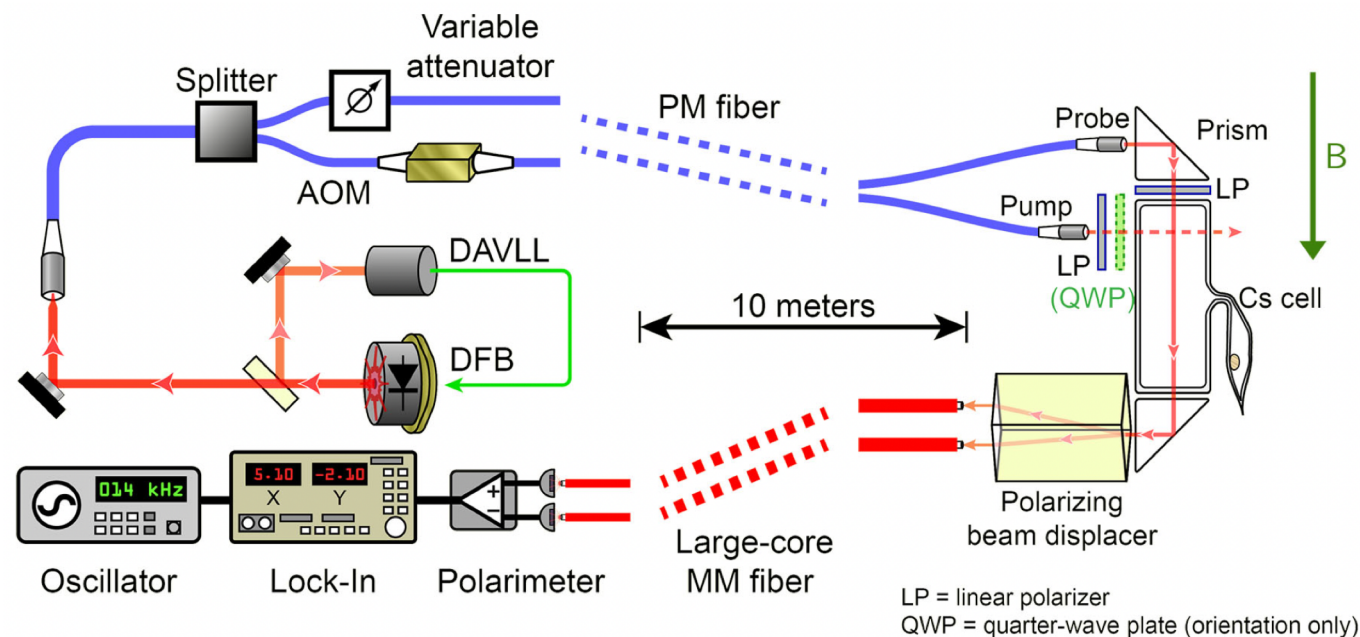 Variable
attenuator
Splitter
PM fiber
Probe
Prism
AOM
LP
B
Pump
LP
(QWP)
DAVLL
Cs cell
10 meters
DFB
014 kHz
5.10
-2.10
X
Y
+
−
Polarizing
beam displacer
Large-core
MM fiber
Oscillator
Lock-In
Polarimeter
LP = linear polarizer
QWP = quarter-wave plate (orientation only)